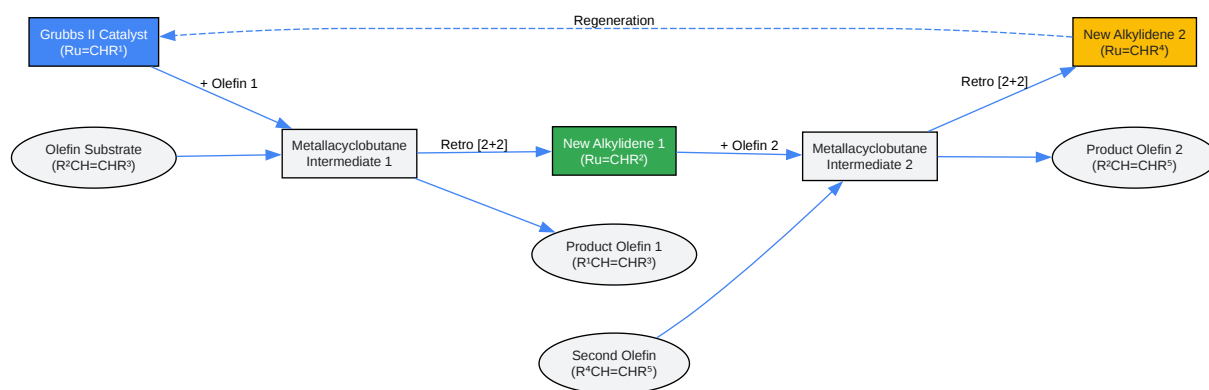 Regeneration
Grubbs II Catalyst
(Ru=CHR¹)
New Alkylidene 2
(Ru=CHR⁴)
+ Olefin 1
Retro [2+2]
Olefin Substrate
(R²CH=CHR³)
Metallacyclobutane
Intermediate 1
Retro [2+2]
New Alkylidene 1
(Ru=CHR²)
+ Olefin 2
Metallacyclobutane
Intermediate 2
Product Olefin 2
(R²CH=CHR⁵)
Product Olefin 1
(R¹CH=CHR³)
Second Olefin
(R⁴CH=CHR⁵)